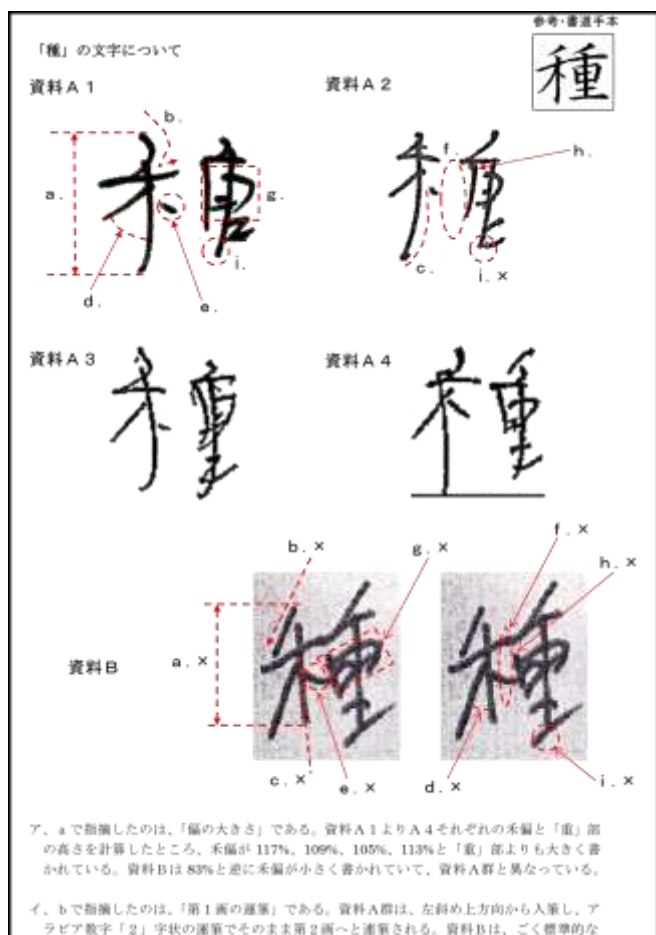 参考・書道手本
「種」の文字について
種
資料A1
資料A2
b.
a.
f.
h.
g.
c.
i.
i.×
d.
e.
種
種
資料A3
資料A4
種
種
f.×
b.×
g.×
h.×
資料B
a.×
種
種
c.×
e.×
d.×
i.×
ア、aで指摘したのは、「偏の大きさ」である。資料A1よりA4それぞれの禾偏と「重」部
の高さを計算したところ、禾偏が 117%、109%、105%、113%と「重」部よりも大きく書
かれている。資料Bは 83%と逆に禾偏が小さく書かれていて、資料A群と異なっている。
イ、bで指摘したのは、「第1画の運筆」である。資料A群は、左斜め上方向から入筆し、ア
ラビア数字「2」字状の運筆でそのまま第2画へと連筆される。資料Bは、ごく標準的な